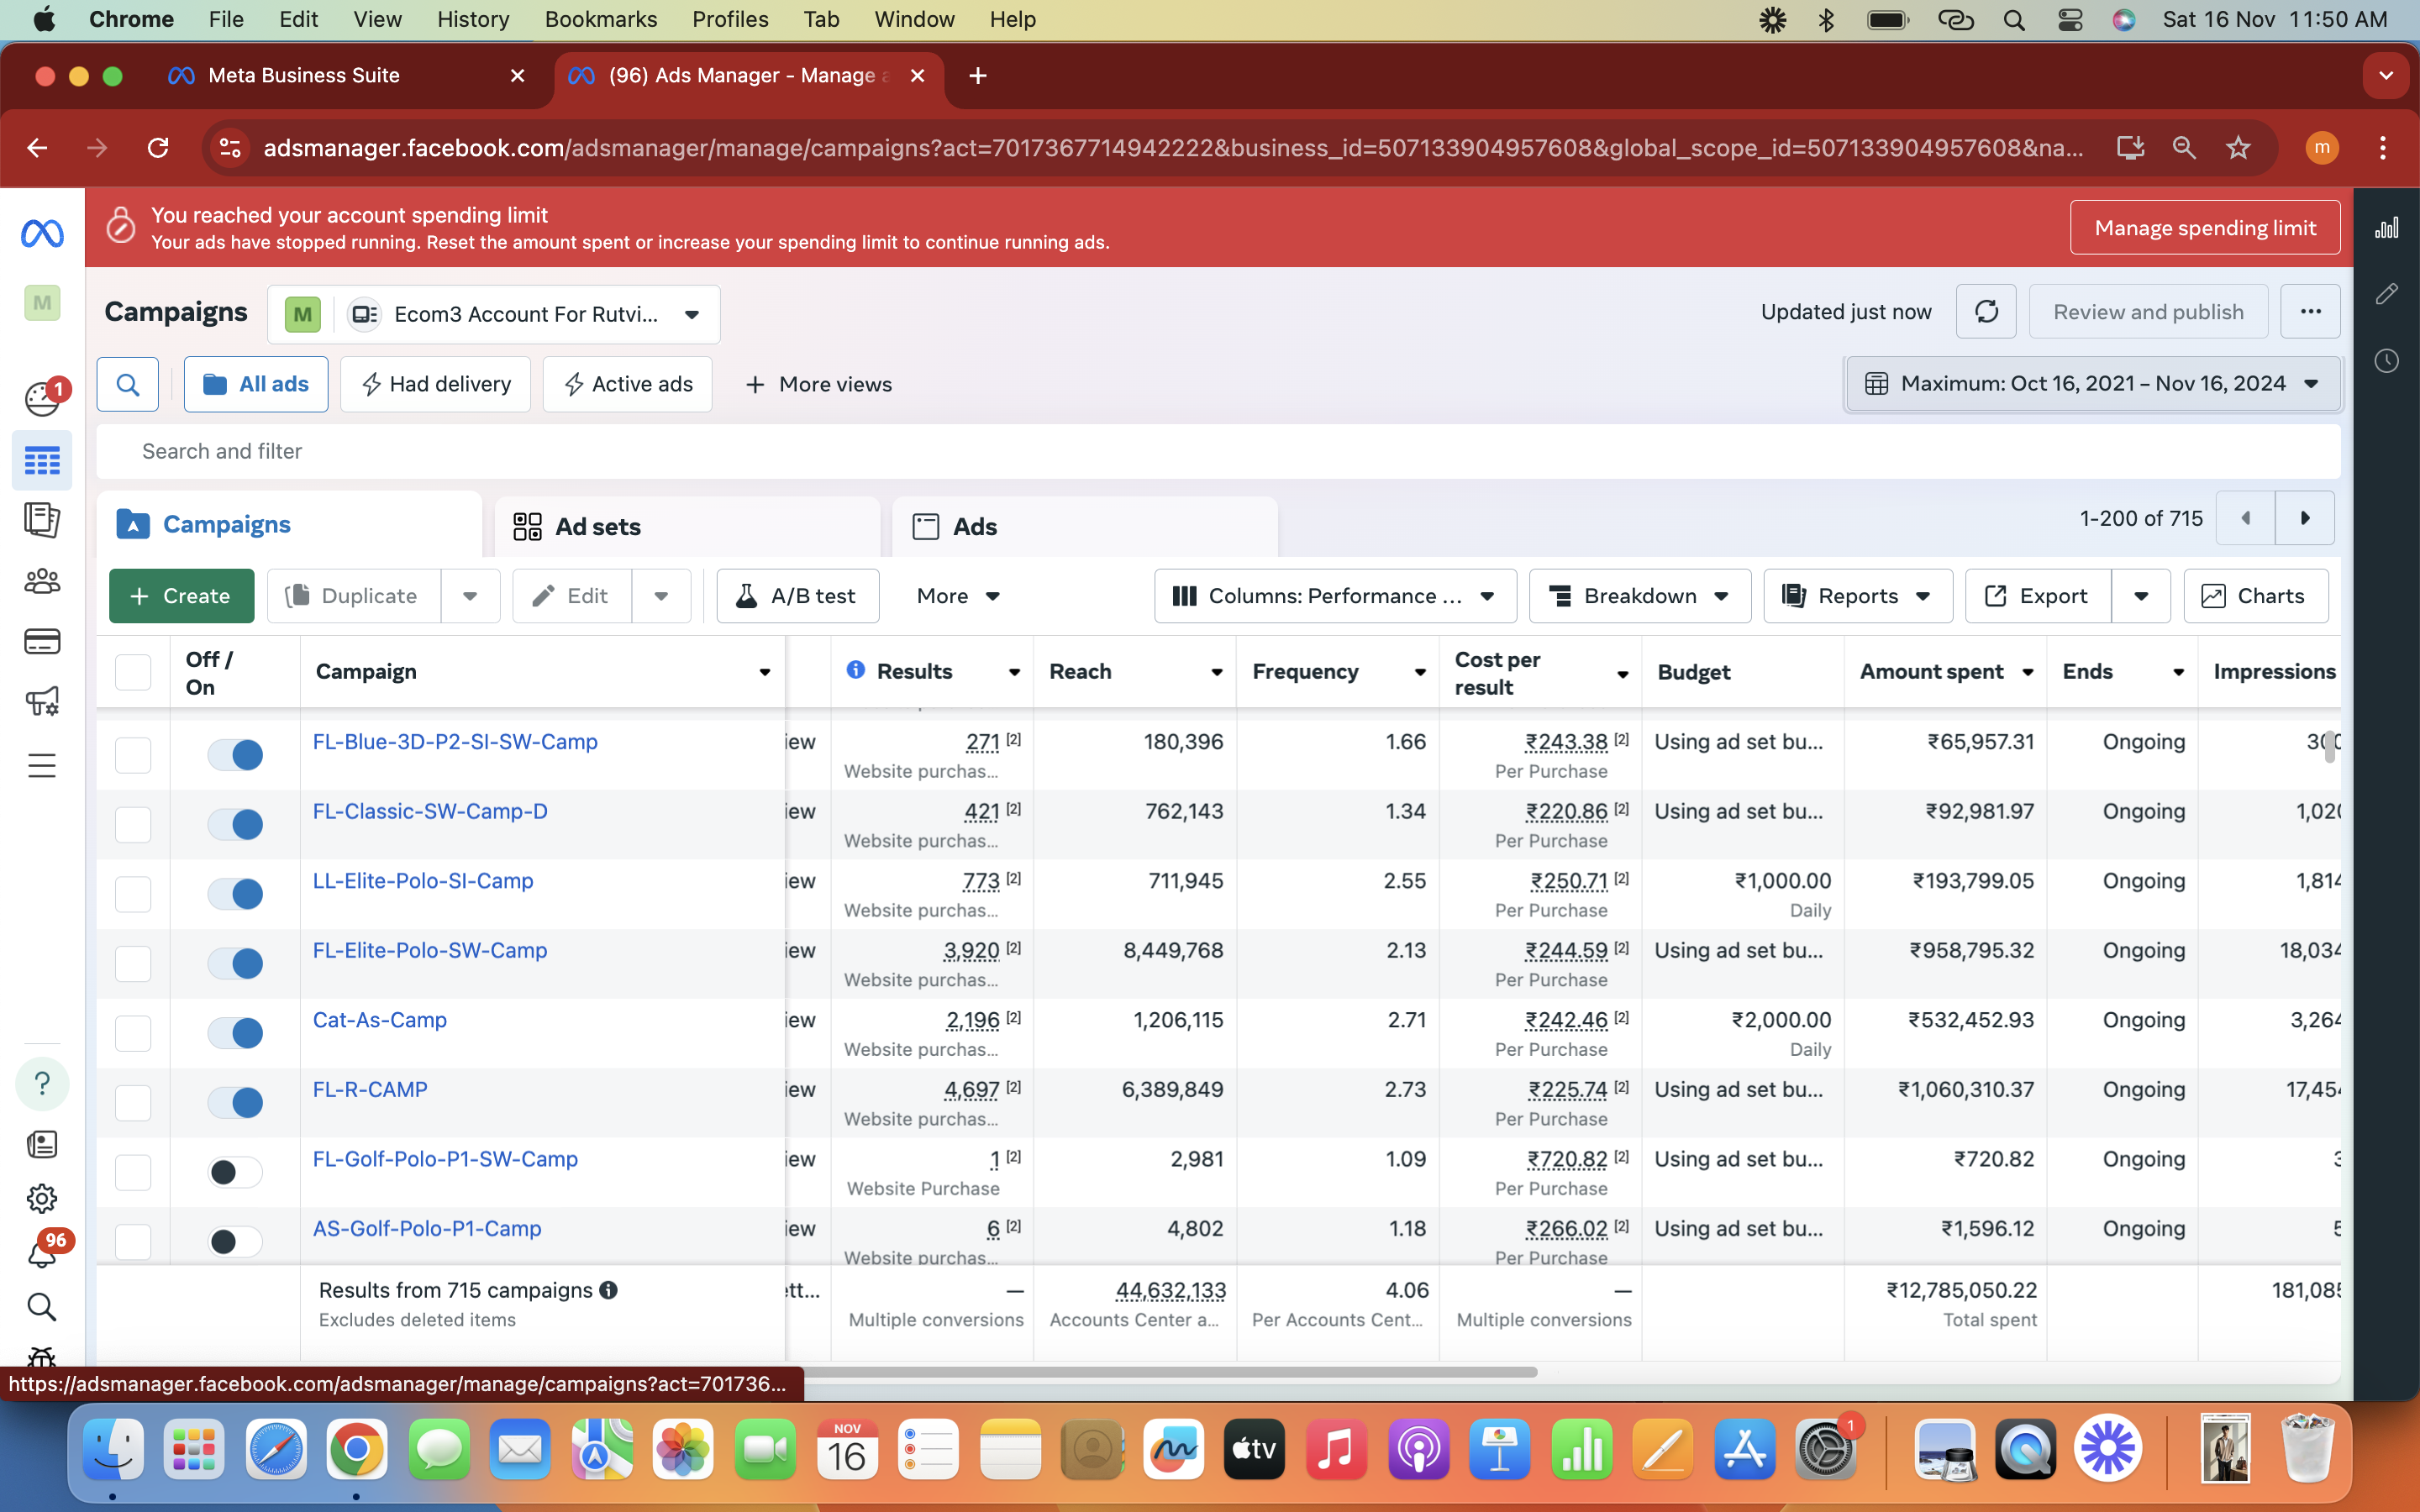 Chrome File Edit View History Bookmarks Profiles Tab Window Help Sat 16 Nov 11:50 AM
Meta Business Suite (96) Ads Manager - Manage a
adsmanager.facebook.com/adsmanager/manage/campaigns?act=7017367714942222&business_id=507133904957608&global_scope_id=507133904957608&na... m
You reached your account spending limit
Your ads have stopped running. Reset the amount spent or increase your spending limit to continue running ads.
Manage spending limit
M
Campaigns M Ecom3 Account For Rutvi... Updated just now Review and publish ...
1
All ads Had delivery Active ads + More views Maximum: Oct 16, 2021 – Nov 16, 2024
Search and filter
Campaigns Ad sets Ads 1-200 of 715
+ Create Duplicate Edit A/B test More Columns: Performance ... Breakdown Reports Export Charts
Off / On Campaign Results Reach Frequency Cost per result Budget Amount spent Ends Impressions
FL-Blue-3D-P2-SI-SW-Camp iew 271 [2] 180,396 1.66 ₹243.38 [2] Using ad set bu... ₹65,957.31 Ongoing 300
Website purchas... Per Purchase
FL-Classic-SW-Camp-D iew 421 [2] 762,143 1.34 ₹220.86 [2] Using ad set bu... ₹92,981.97 Ongoing 1,020
Website purchas... Per Purchase
LL-Elite-Polo-SI-Camp iew 773 [2] 711,945 2.55 ₹250.71 [2] ₹1,000.00 ₹193,799.05 Ongoing 1,814
Website purchas... Per Purchase Daily
FL-Elite-Polo-SW-Camp iew 3,920 [2] 8,449,768 2.13 ₹244.59 [2] Using ad set bu... ₹958,795.32 Ongoing 18,034
Website purchas... Per Purchase
Cat-As-Camp iew 2,196 [2] 1,206,115 2.71 ₹242.46 [2] ₹2,000.00 ₹532,452.93 Ongoing 3,264
Website purchas... Per Purchase Daily
FL-R-CAMP iew 4,697 [2] 6,389,849 2.73 ₹225.74 [2] Using ad set bu... ₹1,060,310.37 Ongoing 17,454
Website purchas... Per Purchase
FL-Golf-Polo-P1-SW-Camp iew 1 [2] 2,981 1.09 ₹720.82 [2] Using ad set bu... ₹720.82 Ongoing 3
Website Purchase Per Purchase
AS-Golf-Polo-P1-Camp iew 6 [2] 4,802 1.18 ₹266.02 [2] Using ad set bu... ₹1,596.12 Ongoing 5
Website purchas... Per Purchase
96
Results from 715 campaigns ett... — 44,632,133 4.06 — ₹12,785,050.22 181,085
Excludes deleted items Multiple conversions Accounts Center a... Per Accounts Cent... Multiple conversions Total spent
https://adsmanager.facebook.com/adsmanager/manage/campaigns?act=701736...
NOV
16
tv
1